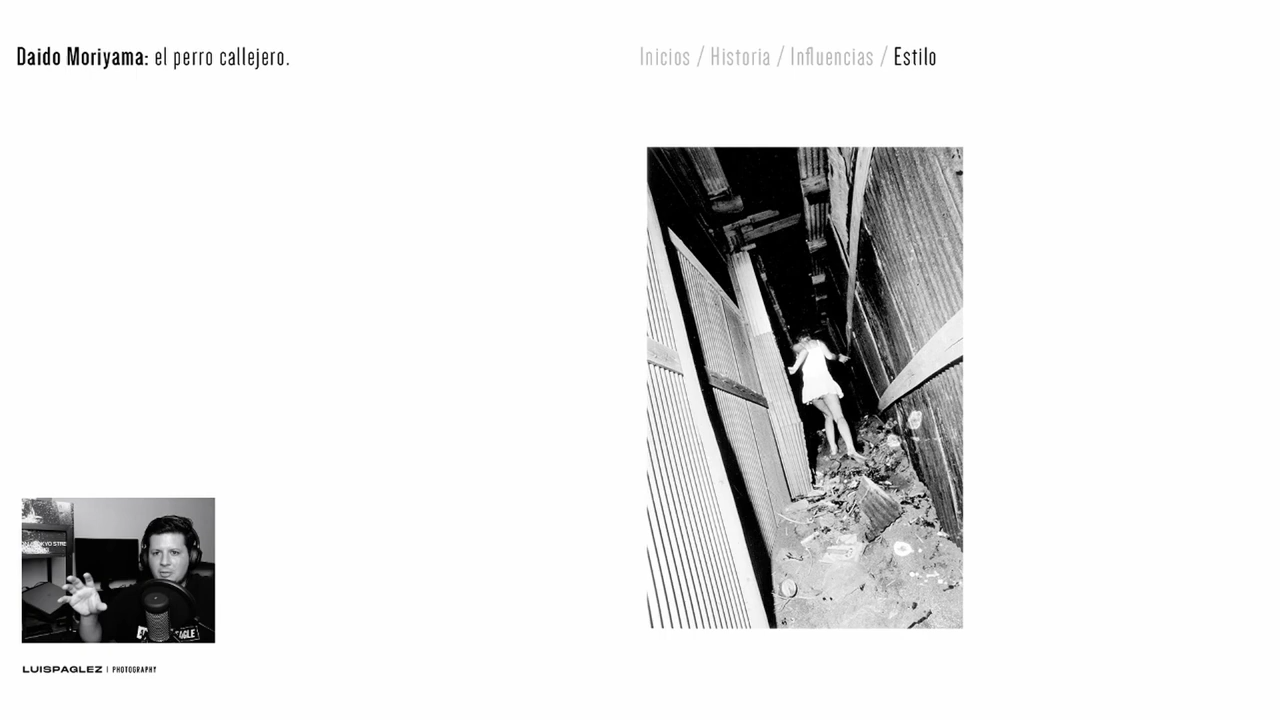 Daido Moriyama: el perro callejero.
Inicios / Historia / Influencias / Estilo
LUISPAGLEZ | PHOTOGRAPHY